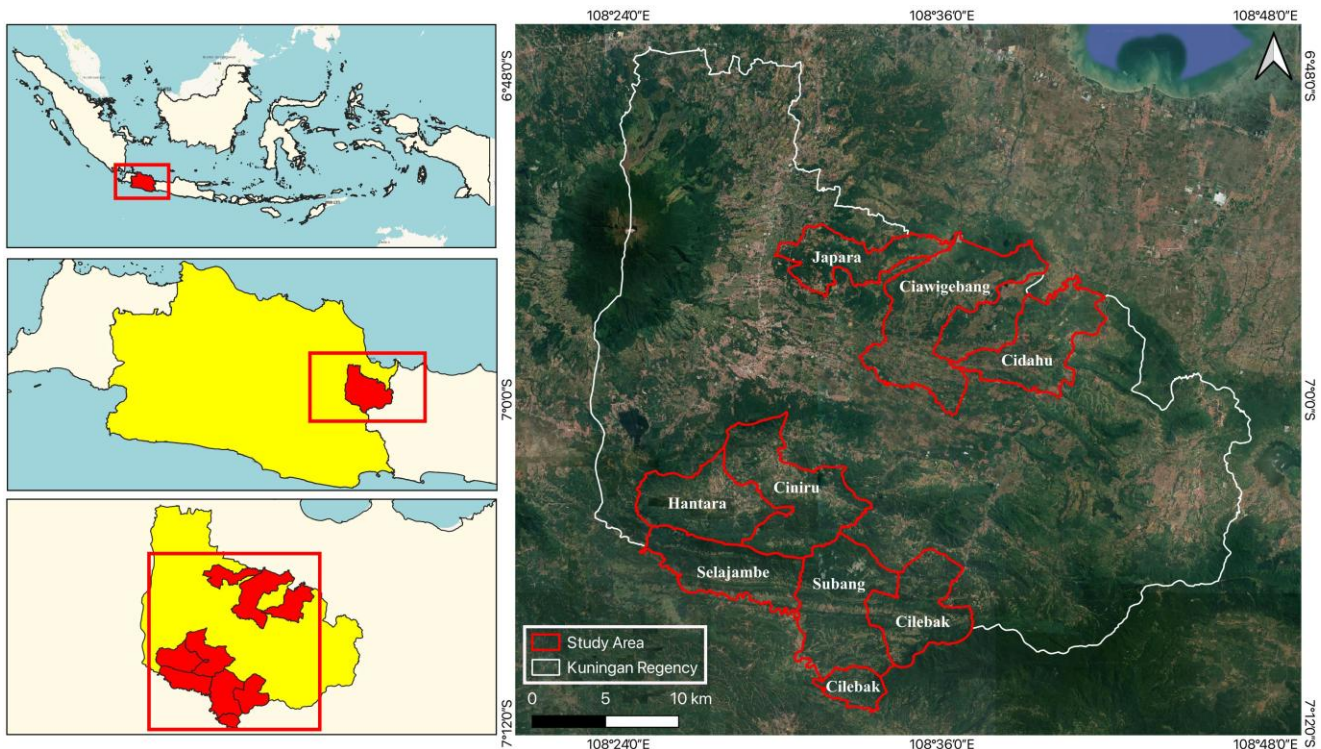 108°24'0"E
108°36'0"E
108°48'0"E
6°48'0"S
6°48'0"S
Japara
Ciawigebang
Cidahu
7°0'0"S
7°0'0"S
Ciniru
Hantara
Selajambe
Subang
Cilebak
Cilebak
Study Area
Kuningan Regency
0
5
10 km
7°12'0"S
7°12'0"S
108°24'0"E
108°36'0"E
108°48'0"E